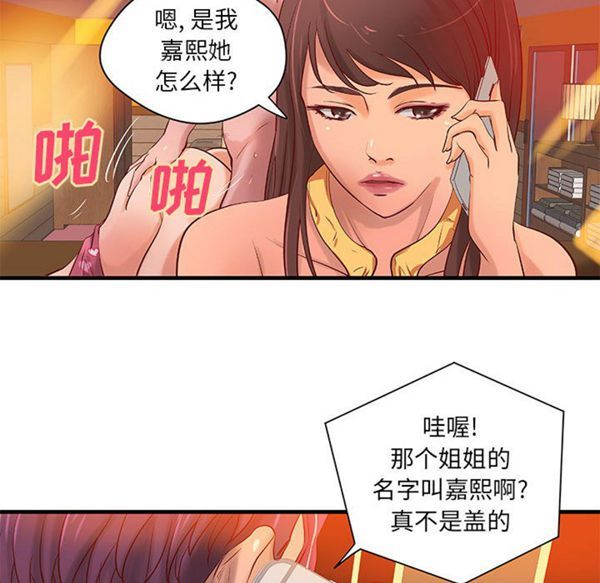 嗯,是我
嘉熙她
怎么样?
啪
啪
哇喔!
那个姐姐的
名字叫嘉熙啊?
真不是盖的